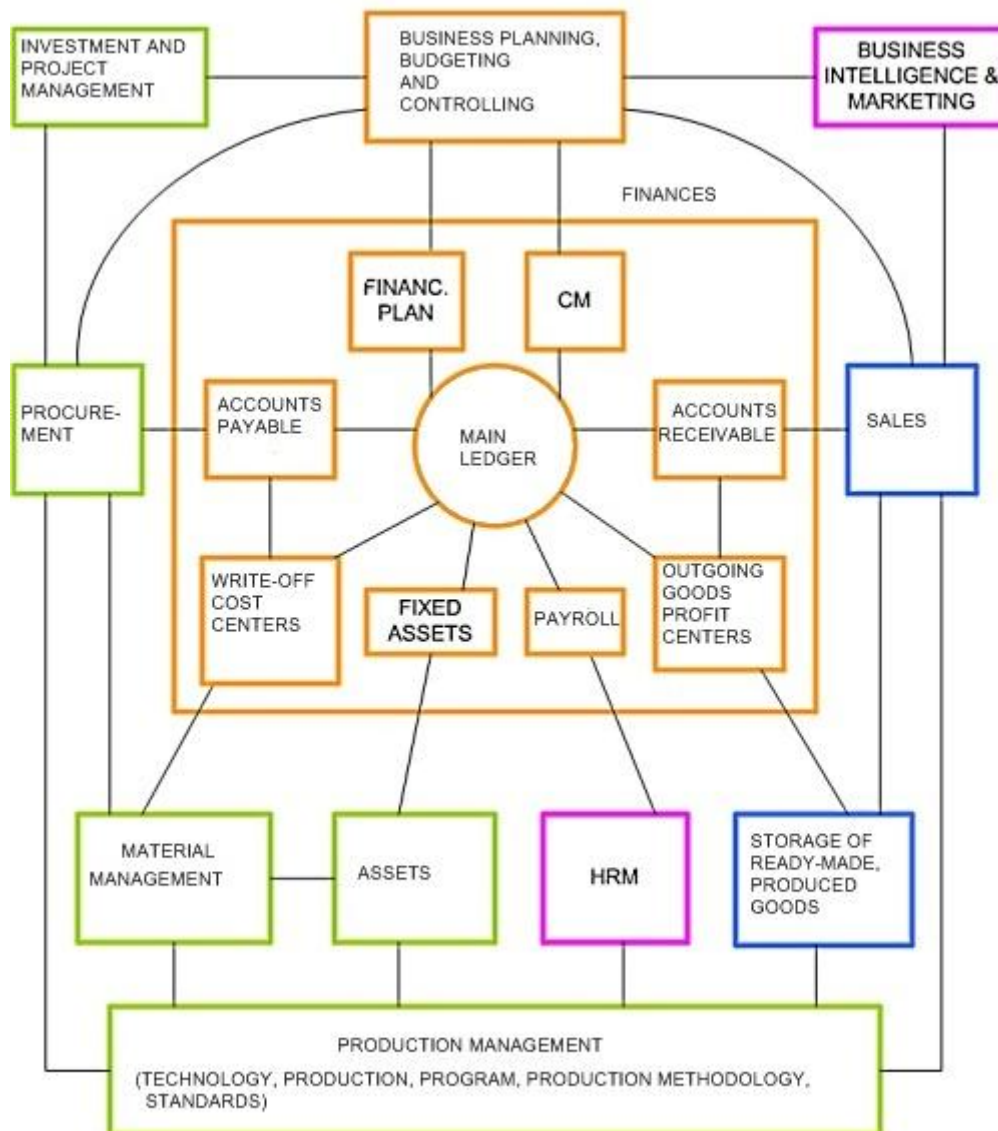 INVESTMENT AND
PROJECT
MANAGEMENT
BUSINESS PLANNING,
BUDGETING
AND
CONTROLLING
BUSINESS
INTELLIGENCE &
MARKETING
FINANCES
FINANC.
PLAN
CM
PROCURE-
MENT
ACCOUNTS
PAYABLE
MAIN
LEDGER
ACCOUNTS
RECEIVABLE
SALES
WRITE-OFF
COST
CENTERS
FIXED
ASSETS
PAYROLL
OUTGOING
GOODS
PROFIT
CENTERS
MATERIAL
MANAGEMENT
ASSETS
HRM
STORAGE OF
READY-MADE,
PRODUCED
GOODS
PRODUCTION MANAGEMENT
(TECHNOLOGY, PRODUCTION, PROGRAM, PRODUCTION METHODOLOGY,
STANDARDS)